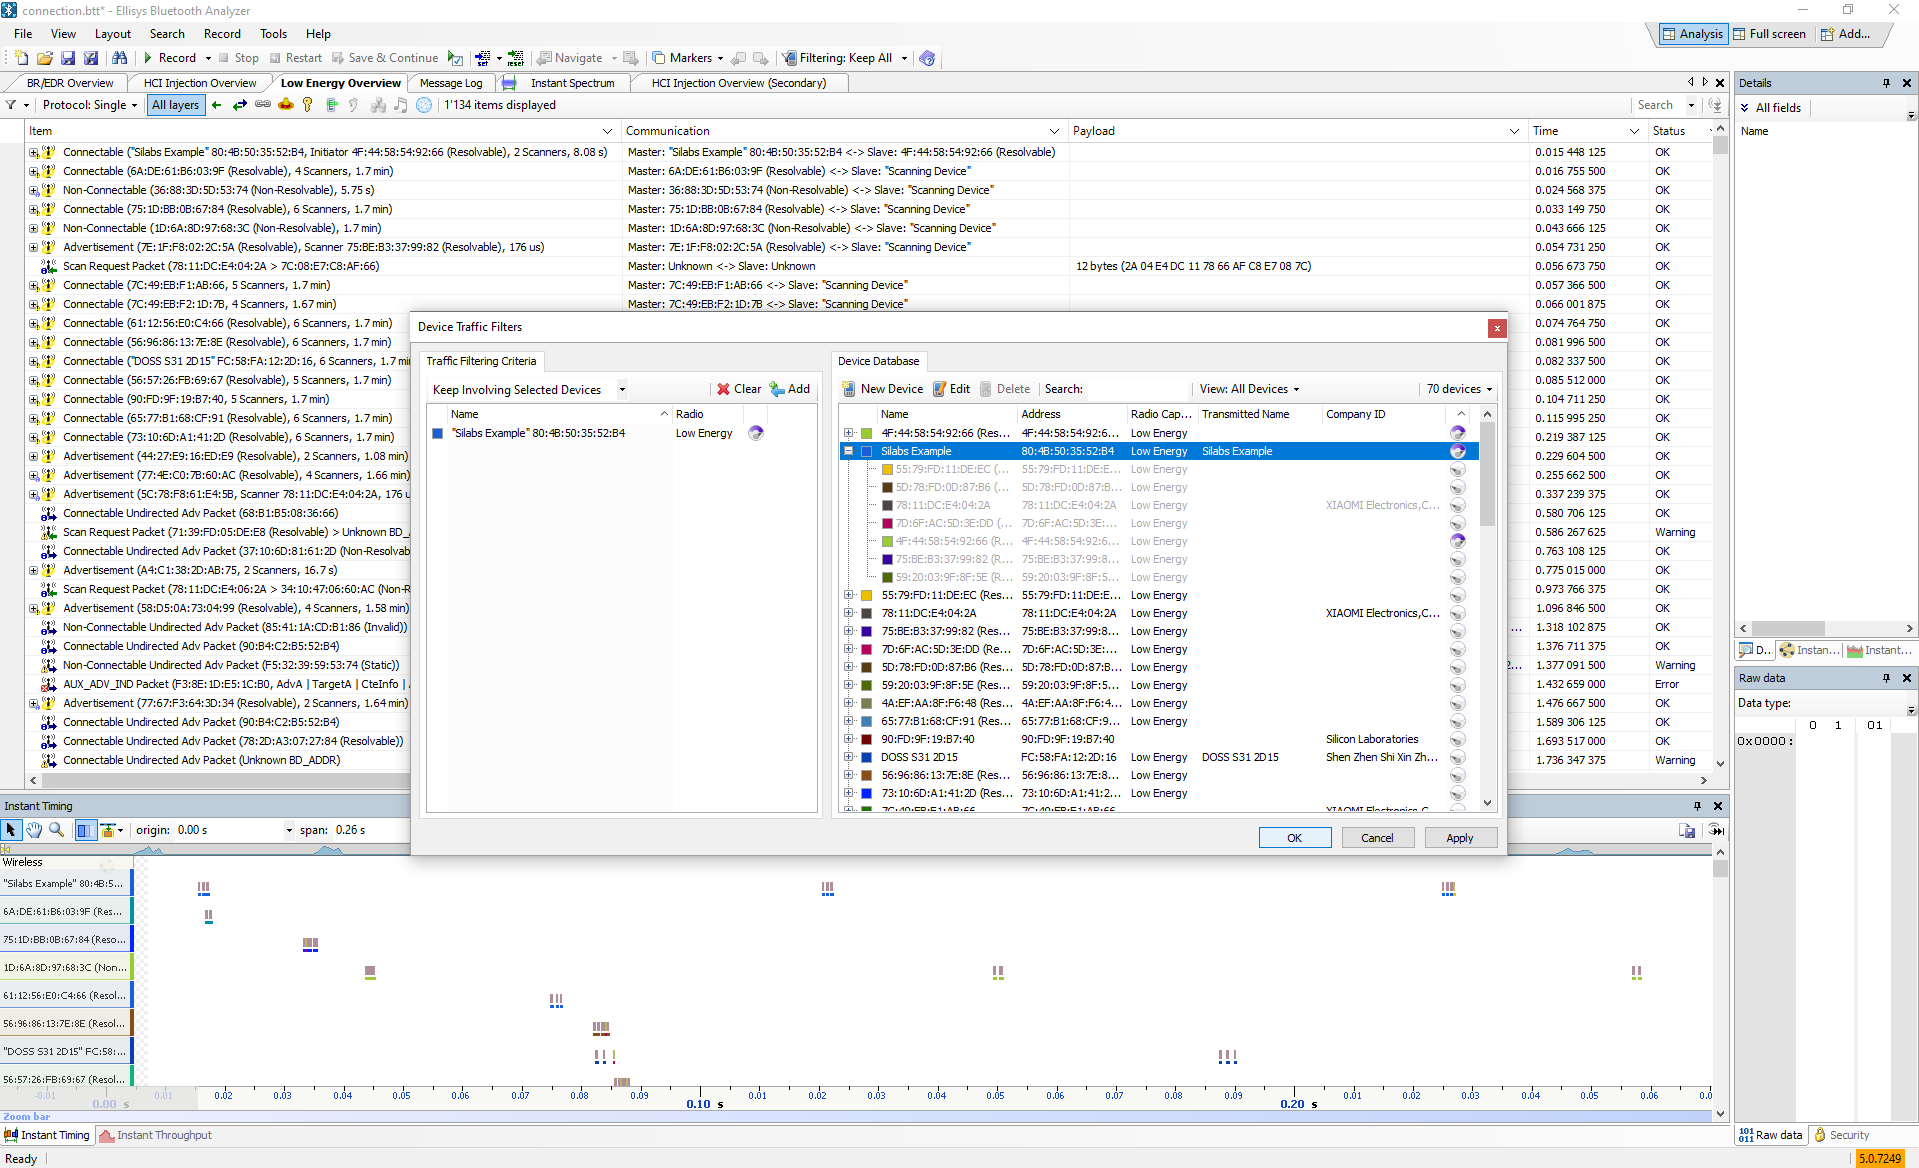 connection.btt* - Ellisys Bluetooth Analyzer
File View Layout Search Record Tools Help
Analysis Full screen Add...
Record Stop Restart Save & Continue Navigate Markers Filtering: Keep All
BR/EDR Overview HCI Injection Overview Low Energy Overview Message Log Instant Spectrum HCI Injection Overview (Secondary)
Protocol: Single All layers 1'134 items displayed Search
Item Communication Payload Time Status
Connectable ("Silabs Example" 80:4B:50:35:52:B4, Initiator 4F:44:58:54:92:66 (Resolvable), 2 Scanners, 8.08 s) Master: "Silabs Example" 80:4B:50:35:52:B4 <-> Slave: 4F:44:58:54:92:66 (Resolvable) 0.015 448 125 OK
Connectable (6A:DE:61:B6:03:9F (Resolvable), 4 Scanners, 1.7 min) Master: 6A:DE:61:B6:03:9F (Resolvable) <-> Slave: "Scanning Device" 0.016 755 500 OK
Non-Connectable (36:88:3D:5D:53:74 (Non-Resolvable), 5.75 s) Master: 36:88:3D:5D:53:74 (Non-Resolvable) <-> Slave: "Scanning Device" 0.024 568 375 OK
Connectable (75:1D:BB:0B:67:84 (Resolvable), 6 Scanners, 1.7 min) Master: 75:1D:BB:0B:67:84 (Resolvable) <-> Slave: "Scanning Device" 0.033 149 750 OK
Non-Connectable (1D:6A:8D:97:68:3C (Non-Resolvable), 1.7 min) Master: 1D:6A:8D:97:68:3C (Non-Resolvable) <-> Slave: "Scanning Device" 0.043 666 125 OK
Advertisement (7E:1F:F8:02:2C:5A (Resolvable), Scanner 75:BE:B3:37:99:82 (Resolvable), 176 us) Master: 7E:1F:F8:02:2C:5A (Resolvable) <-> Slave: "Scanning Device" 0.054 731 250 OK
Scan Request Packet (78:11:DC:E4:04:2A > 7C:08:E7:C8:AF:66) Master: Unknown <-> Slave: Unknown 12 bytes (2A 04 E4 DC 11 78 66 AF C8 E7 08 7C) 0.056 673 750 OK
Connectable (7C:49:EB:F1:AB:66, 5 Scanners, 1.7 min) Master: 7C:49:EB:F1:AB:66 <-> Slave: "Scanning Device" 0.057 366 500 OK
Connectable (7C:49:EB:F2:1D:7B, 4 Scanners, 1.67 min) Master: 7C:49:EB:F2:1D:7B <-> Slave: "Scanning Device" 0.066 001 875 OK
Connectable (61:12:56:E0:C4:66 (Resolvable), 6 Scanners, 1.7 min) 0.074 764 750 OK
Connectable (56:96:86:13:7E:8E (Resolvable), 6 Scanners, 1.7 min) 0.081 996 500 OK
Connectable ("DOSS S31 2D15" FC:58:FA:12:2D:16, 6 Scanners, 1.7 min 0.082 337 500 OK
Connectable (56:57:26:FB:69:67 (Resolvable), 5 Scanners, 1.7 min) 0.085 512 000 OK
Connectable (90:FD:9F:19:B7:40, 5 Scanners, 1.7 min) 0.104 711 250 OK
Connectable (65:77:B1:68:CF:91 (Resolvable), 6 Scanners, 1.7 min) 0.115 995 250 OK
Connectable (73:10:6D:A1:41:2D (Resolvable), 6 Scanners, 1.7 min) 0.219 387 125 OK
Advertisement (44:27:E9:16:ED:E9 (Resolvable), 2 Scanners, 1.08 min) 0.229 604 500 OK
Advertisement (77:4E:C0:7B:60:AC (Resolvable), 4 Scanners, 1.66 min) 0.255 662 500 OK
Advertisement (5C:78:F8:61:E4:5B, Scanner 78:11:DC:E4:04:2A, 176 u 0.337 239 375 OK
Connectable Undirected Adv Packet (68:B1:B5:08:36:66) 0.580 706 125 OK
Scan Request Packet (71:39:FD:05:DE:E8 (Resolvable) > Unknown BD_ 0.586 267 625 Warning
Connectable Undirected Adv Packet (37:10:6D:81:61:2D (Non-Resolvab 0.763 108 125 OK
Advertisement (A4:C1:38:2D:AB:75, 2 Scanners, 16.7 s) 0.775 015 000 OK
Scan Request Packet (78:11:DC:E4:06:2A > 34:10:47:06:60:AC (Non-R 0.973 766 375 OK
Advertisement (58:D5:0A:73:04:99 (Resolvable), 4 Scanners, 1.58 min) 1.096 846 500 OK
Non-Connectable Undirected Adv Packet (85:41:1A:CD:B1:86 (Invalid)) ... 1.318 102 875 OK
Connectable Undirected Adv Packet (90:B4:C2:B5:52:B4) 1.376 711 375 OK
Non-Connectable Undirected Adv Packet (F5:32:39:59:53:74 (Static)) 2... 1.377 091 500 Warning
AUX_ADV_IND Packet (F3:8E:1D:E5:1C:B0, AdvA | TargetA | CteInfo | 1.432 659 000 Error
Advertisement (77:67:F3:64:3D:34 (Resolvable), 2 Scanners, 1.64 min) 1.476 667 500 OK
Connectable Undirected Adv Packet (90:B4:C2:B5:52:B4) 1.589 306 125 OK
Connectable Undirected Adv Packet (78:2D:A3:07:27:84 (Resolvable)) 1.693 517 000 OK
Connectable Undirected Adv Packet (Unknown BD_ADDR) 1.736 347 375 Warning
Device Traffic Filters
Traffic Filtering Criteria
Keep Involving Selected Devices Clear Add
Name Radio
"Silabs Example" 80:4B:50:35:52:B4 Low Energy
Device Database
New Device Edit Delete Search: View: All Devices 70 devices
Name Address Radio Cap... Transmitted Name Company ID
4F:44:58:54:92:66 (Res... 4F:44:58:54:92:6... Low Energy
Silabs Example 80:4B:50:35:52:B4 Low Energy Silabs Example
55:79:FD:11:DE:EC (... 55:79:FD:11:DE:E... Low Energy
5D:78:FD:0D:87:B6 (... 5D:78:FD:0D:87:B... Low Energy
78:11:DC:E4:04:2A 78:11:DC:E4:04:2A Low Energy XIAOMI Electronics,C...
7D:6F:AC:5D:3E:DD (... 7D:6F:AC:5D:3E:... Low Energy
4F:44:58:54:92:66 (R... 4F:44:58:54:92:6... Low Energy
75:BE:B3:37:99:82 (R... 75:BE:B3:37:99:8... Low Energy
59:20:03:9F:8F:5E (R... 59:20:03:9F:8F:5... Low Energy
55:79:FD:11:DE:EC (Res... 55:79:FD:11:DE:E... Low Energy
78:11:DC:E4:04:2A 78:11:DC:E4:04:2A Low Energy XIAOMI Electronics,C...
75:BE:B3:37:99:82 (Res... 75:BE:B3:37:99:8... Low Energy
7D:6F:AC:5D:3E:DD (Re... 7D:6F:AC:5D:3E:... Low Energy
5D:78:FD:0D:87:B6 (Res... 5D:78:FD:0D:87:B... Low Energy
59:20:03:9F:8F:5E (Res... 59:20:03:9F:8F:5... Low Energy
4A:EF:AA:8F:F6:48 (Res... 4A:EF:AA:8F:F6:4... Low Energy
65:77:B1:68:CF:91 (Res... 65:77:B1:68:CF:9... Low Energy
90:FD:9F:19:B7:40 90:FD:9F:19:B7:40 Silicon Laboratories
DOSS S31 2D15 FC:58:FA:12:2D:16 Low Energy DOSS S31 2D15 Shen Zhen Shi Xin Zh...
56:96:86:13:7E:8E (Res... 56:96:86:13:7E:8... Low Energy
73:10:6D:A1:41:2D (Res... 73:10:6D:A1:41:2... Low Energy
OK Cancel Apply
Details
All fields
Name
D... Instan... Instant...
Raw data
Data type:
0 1 01
0x0000:
Raw data Security
Instant Timing
origin: 0.00 s span: 0.26 s
Wireless
"Silabs Example" 80:4B:5...
6A:DE:61:B6:03:9F (Res...
75:1D:BB:0B:67:84 (Reso...
1D:6A:8D:97:68:3C (Non...
61:12:56:E0:C4:66 (Resol...
56:96:86:13:7E:8E (Resol...
"DOSS S31 2D15" FC:58:...
56:57:26:FB:69:67 (Resol...
-0.01 0.01 0.02 0.03 0.04 0.05 0.06 0.07 0.08 0.09 0.01 0.02 0.03 0.04 0.05 0.06 0.07 0.08 0.09 0.01 0.02 0.03 0.04 0.05 0.06 0.0
0.00 s 0.10 s 0.20 s
Zoom bar
Instant Timing Instant Throughput
Ready 5.0.7249